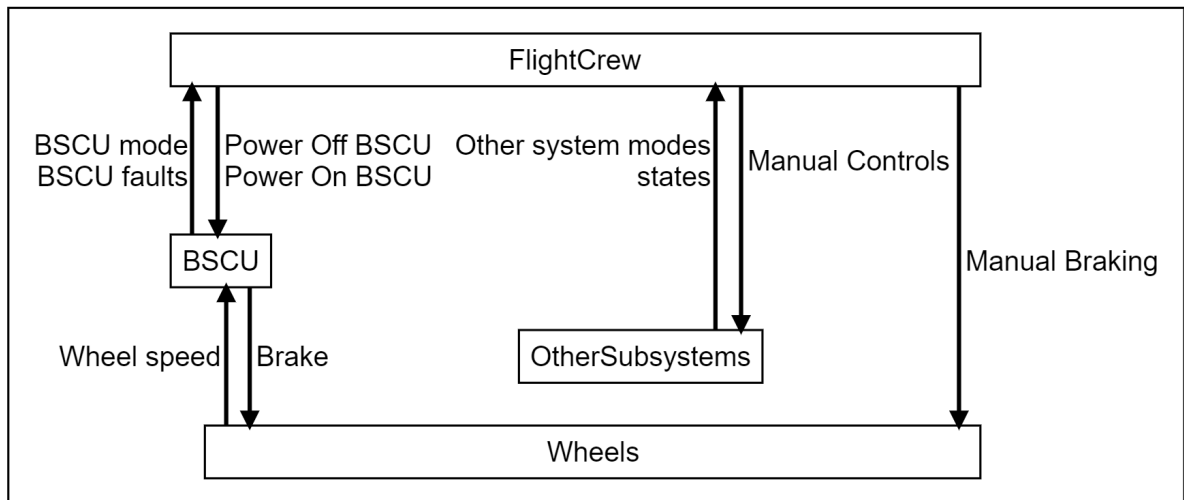 FlightCrew
BSCU mode
BSCU faults
Power Off BSCU
Power On BSCU
Other system modes
states
Manual Controls
Manual Braking
BSCU
OtherSubsystems
Wheel speed
Brake
Wheels